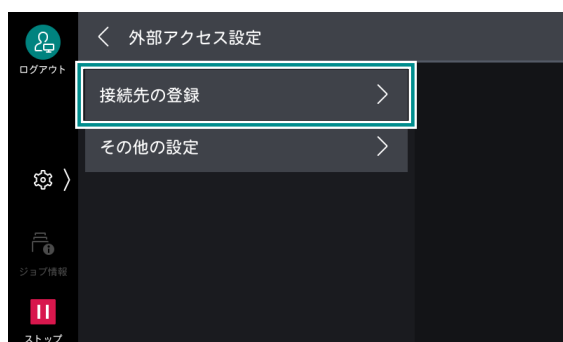 外部アクセス設定
ログアウト
接続先の登録
その他の設定
ジョブ情報
ストップ